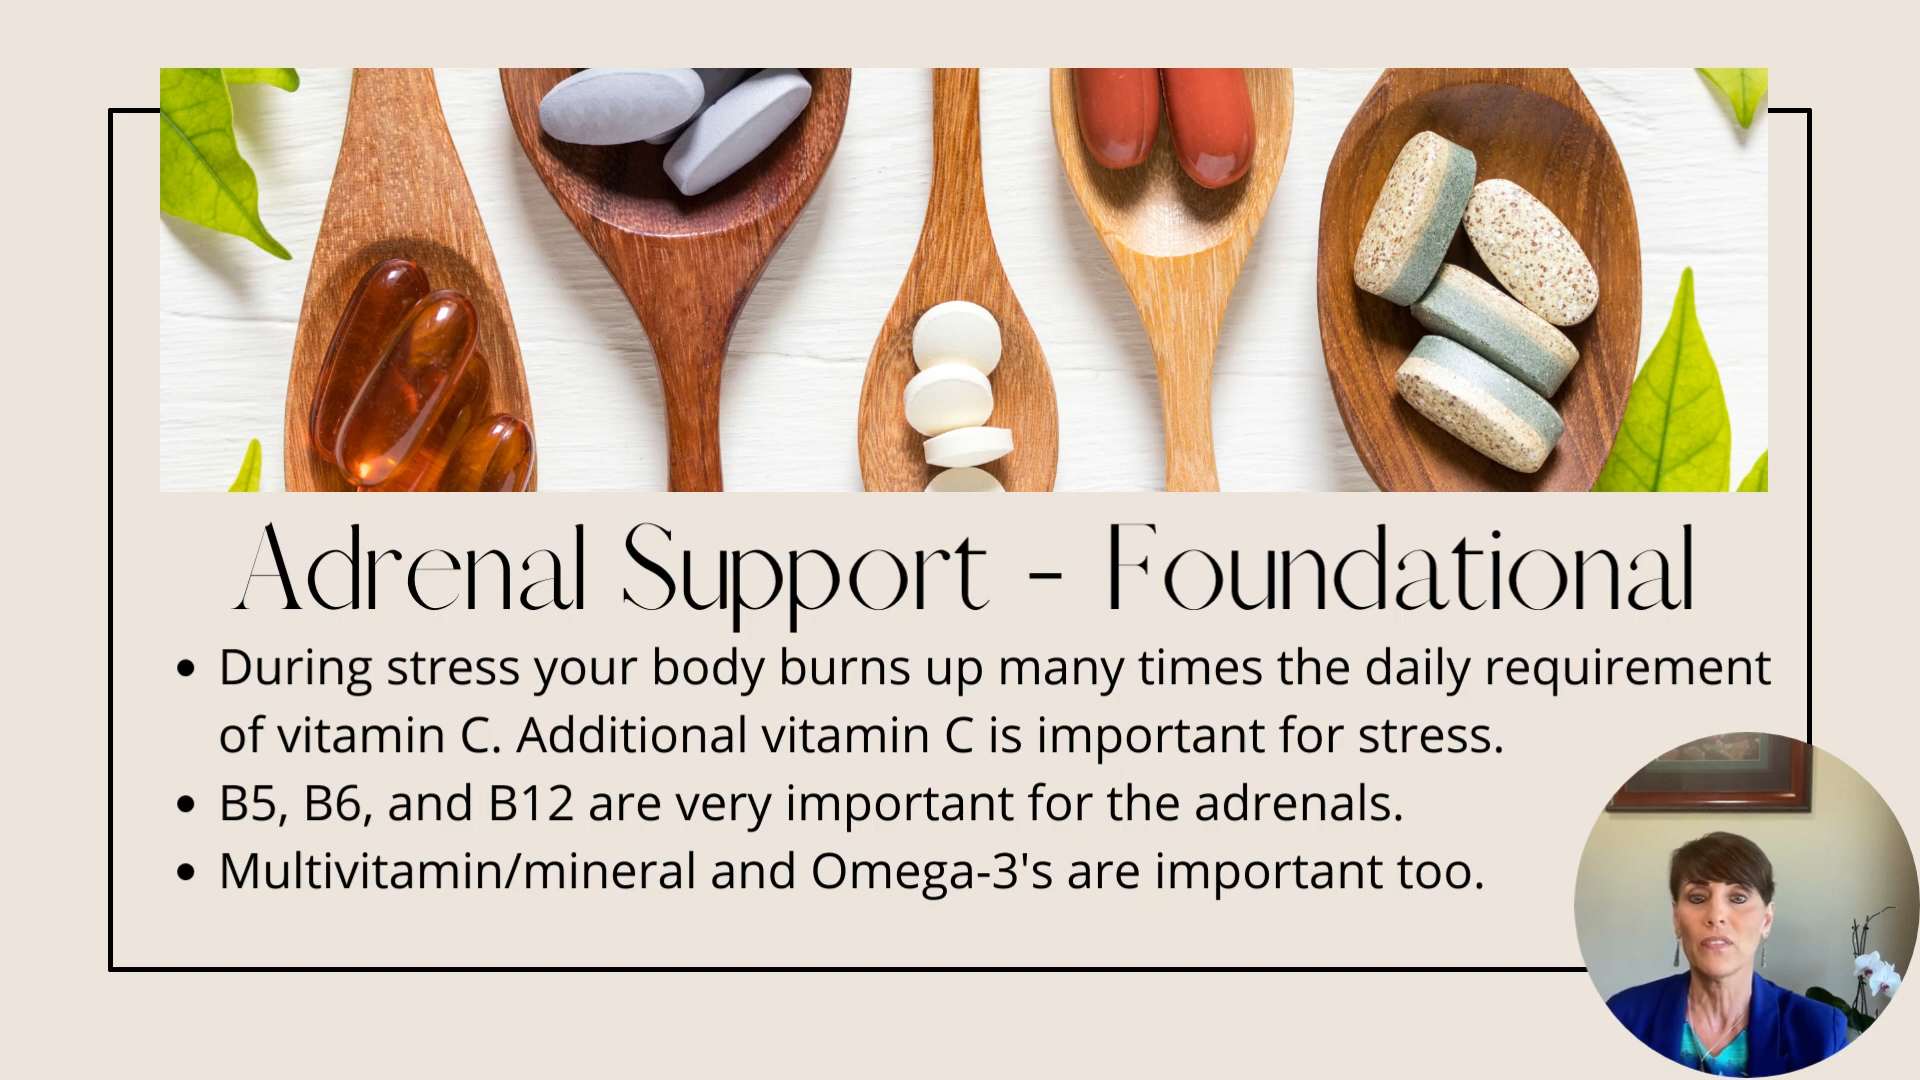 Adrenal Support - Foundational
• During stress your body burns up many times the daily requirement
of vitamin C. Additional vitamin C is important for stress.
• B5, B6, and B12 are very important for the adrenals.
• Multivitamin/mineral and Omega-3's are important too.